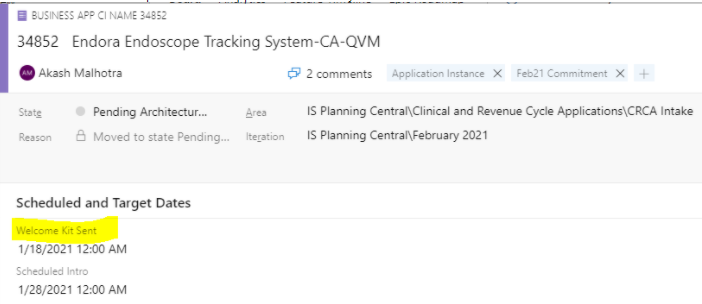 BUSINESS APP CI NAME 34852
34852 Endora Endoscope Tracking System-CA-QVM
AM Akash Malhotra 2 comments Application Instance X Feb21 Commitment X +
State Pending Architectur... Area IS Planning Central\Clinical and Revenue Cycle Applications\CRCA Intake
Reason Moved to state Pending... Iteration IS Planning Central\February 2021
Scheduled and Target Dates
Welcome Kit Sent
1/18/2021 12:00 AM
Scheduled Intro
1/28/2021 12:00 AM